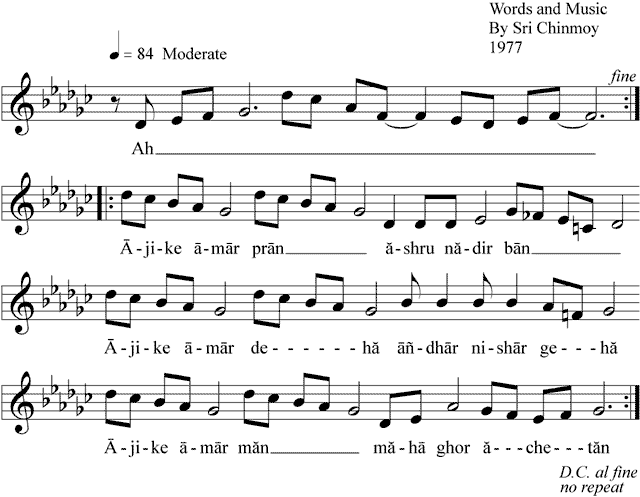 Words and Music
By Sri Chinmoy
1977
♩ = 84 Moderate
fine
Ah
Ā-ji-ke ā-mār prān ă-shru nă-dir bān
Ā-ji-ke ā-mār de------hă āñ-dhār ni-shār ge---hă
Ā-ji-ke ā-mār măn mă-hā ghor ă---che--tăn
D.C. al fine
no repeat